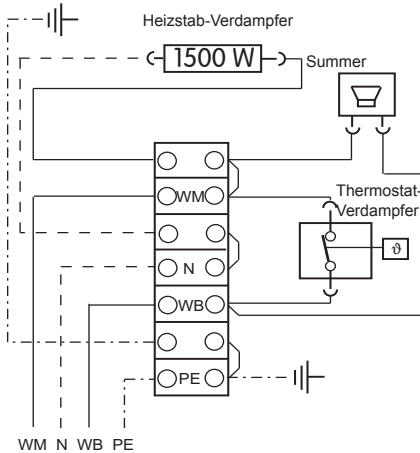 Heizstab-Verdampfer
1500 W
Summer
WM
Thermostat-
Verdampfer
ϑ
N
WB
PE
WM N WB PE